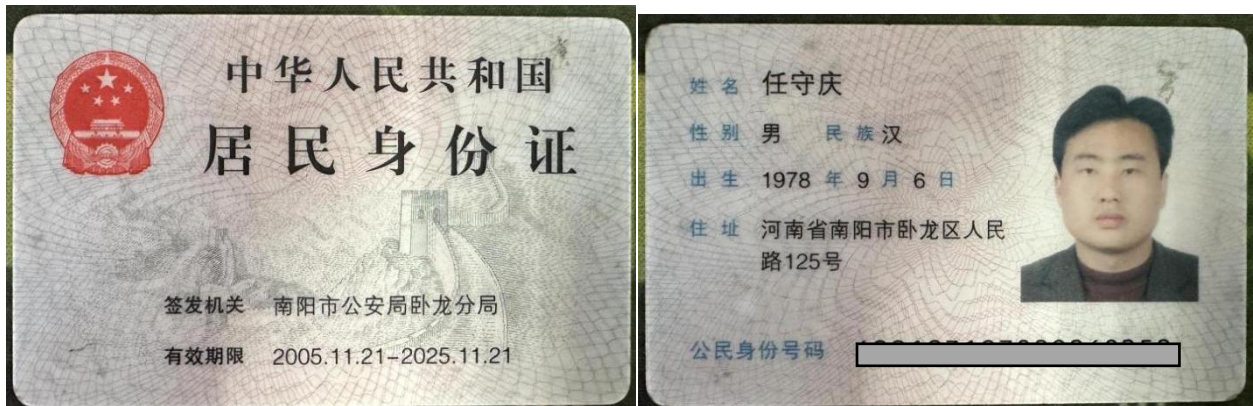 中华人民共和国
居民身份证
签发机关 南阳市公安局卧龙分局
有效期限 2005.11.21-2025.11.21
姓名 任守庆
性别 男 民族 汉
出生 1978 年 9 月 6 日
住址 河南省南阳市卧龙区人民
路125号
公民身份号码